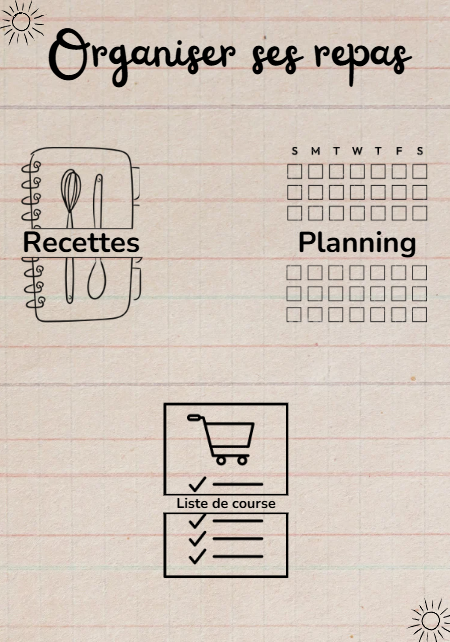 Organiser ses repas
S M T W T F S
Recettes
Planning
Liste de course